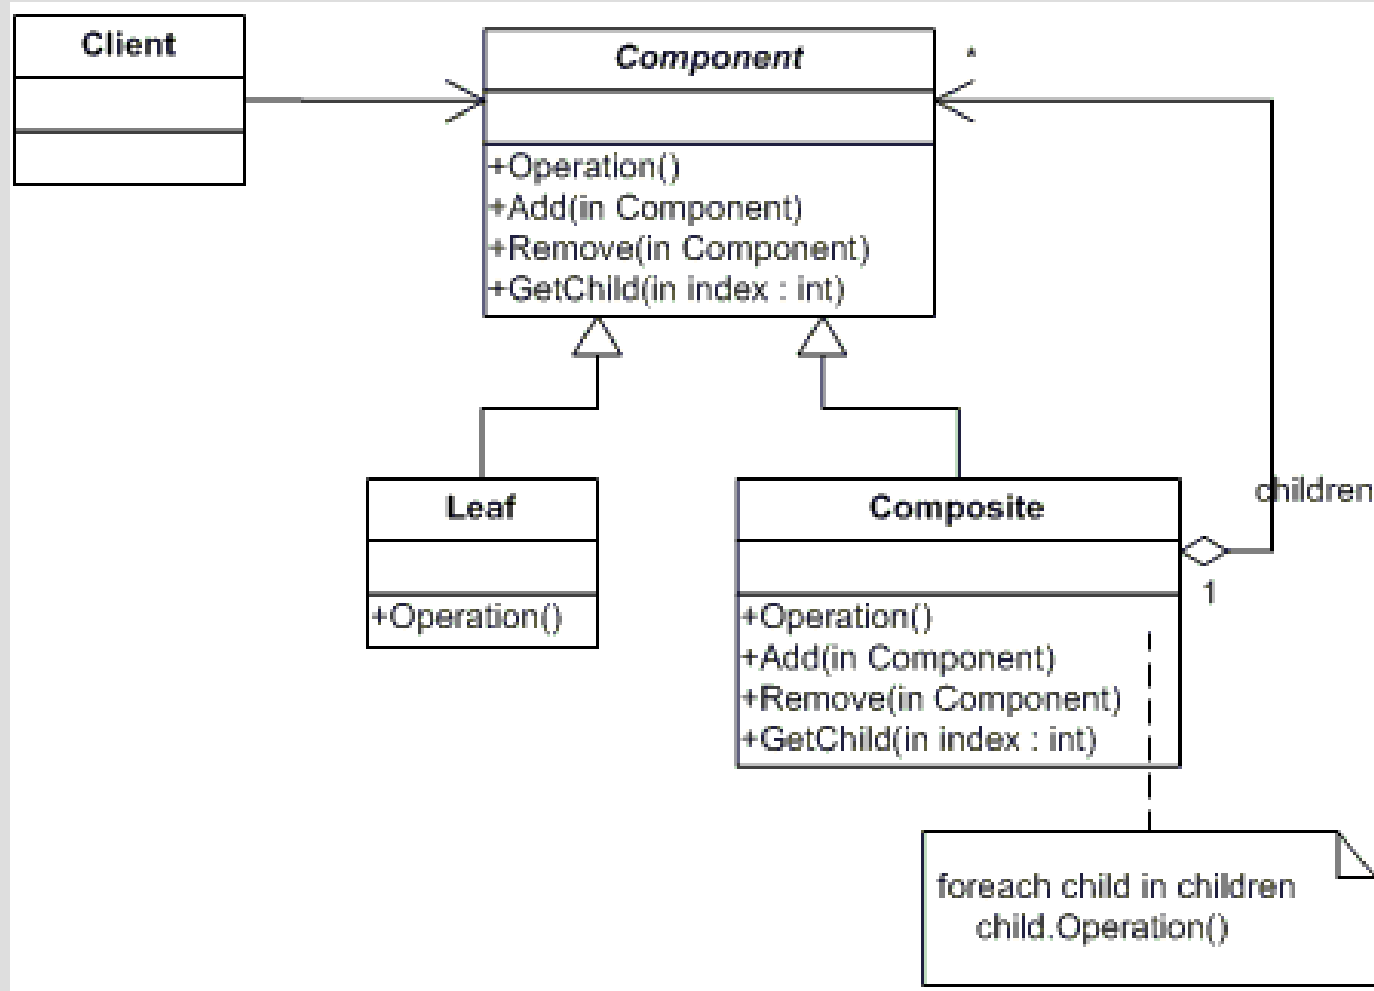 Client
Component
*
+Operation()
+Add(in Component)
+Remove(in Component)
+GetChild(in index : int)
children
Leaf
+Operation()
Composite
1
+Operation()
+Add(in Component)
+Remove(in Component)
+GetChild(in index : int)
foreach child in children
child.Operation()